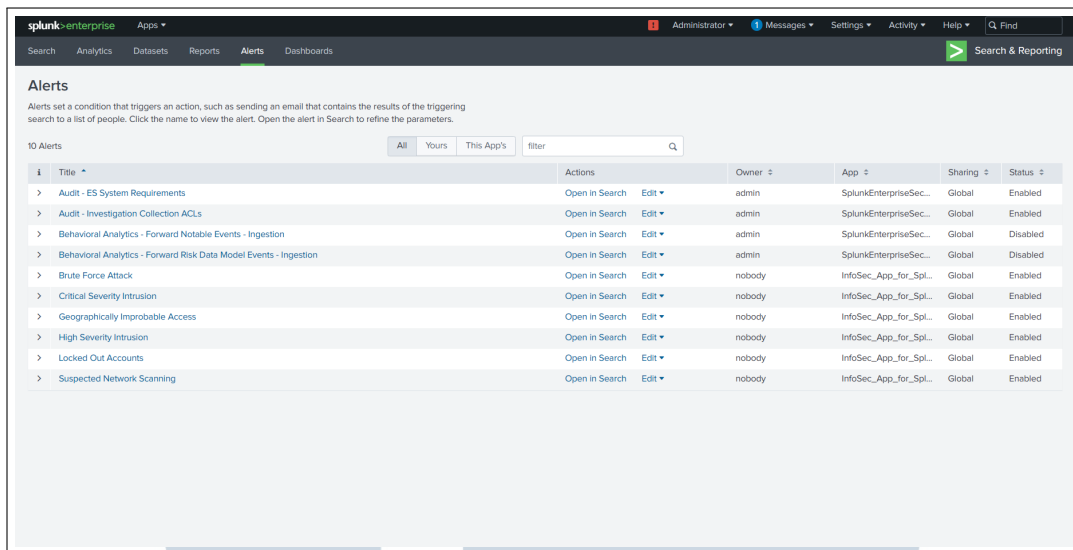 splunk>enterprise Apps Administrator 1 Messages Settings Activity Help Find
Search Analytics Datasets Reports Alerts Dashboards Search & Reporting
Alerts
Alerts set a condition that triggers an action, such as sending an email that contains the results of the triggering
search to a list of people. Click the name to view the alert. Open the alert in Search to refine the parameters.
10 Alerts All Yours This App's filter
i Title Actions Owner App Sharing Status
Audit - ES System Requirements Open in Search Edit admin SplunkEnterpriseSec... Global Enabled
Audit - Investigation Collection ACLs Open in Search Edit admin SplunkEnterpriseSec... Global Enabled
Behavioral Analytics - Forward Notable Events - Ingestion Open in Search Edit admin SplunkEnterpriseSec... Global Disabled
Behavioral Analytics - Forward Risk Data Model Events - Ingestion Open in Search Edit admin SplunkEnterpriseSec... Global Disabled
Brute Force Attack Open in Search Edit nobody InfoSec_App_for_Spl... Global Enabled
Critical Severity Intrusion Open in Search Edit nobody InfoSec_App_for_Spl... Global Enabled
Geographically Improbable Access Open in Search Edit nobody InfoSec_App_for_Spl... Global Enabled
High Severity Intrusion Open in Search Edit nobody InfoSec_App_for_Spl... Global Enabled
Locked Out Accounts Open in Search Edit nobody InfoSec_App_for_Spl... Global Enabled
Suspected Network Scanning Open in Search Edit nobody InfoSec_App_for_Spl... Global Enabled